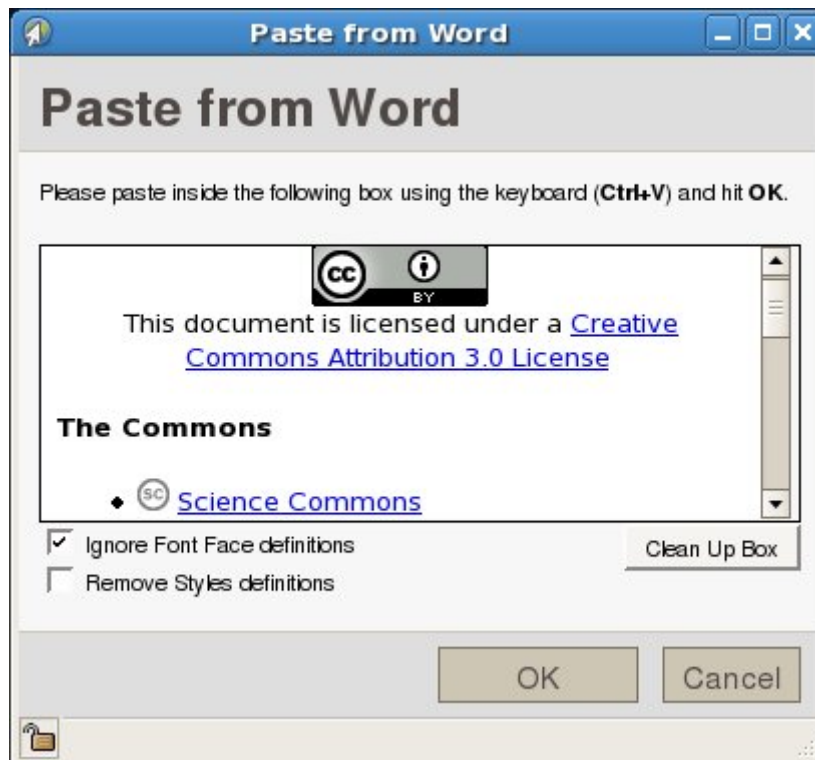 Paste from Word
Paste from Word
Please paste inside the following box using the keyboard (Ctrl+V) and hit OK.
cc
BY
This document is licensed under a Creative
Commons Attribution 3.0 License
The Commons
sc Science Commons
Ignore Font Face definitions
Clean Up Box
Remove Styles definitions
OK
Cancel